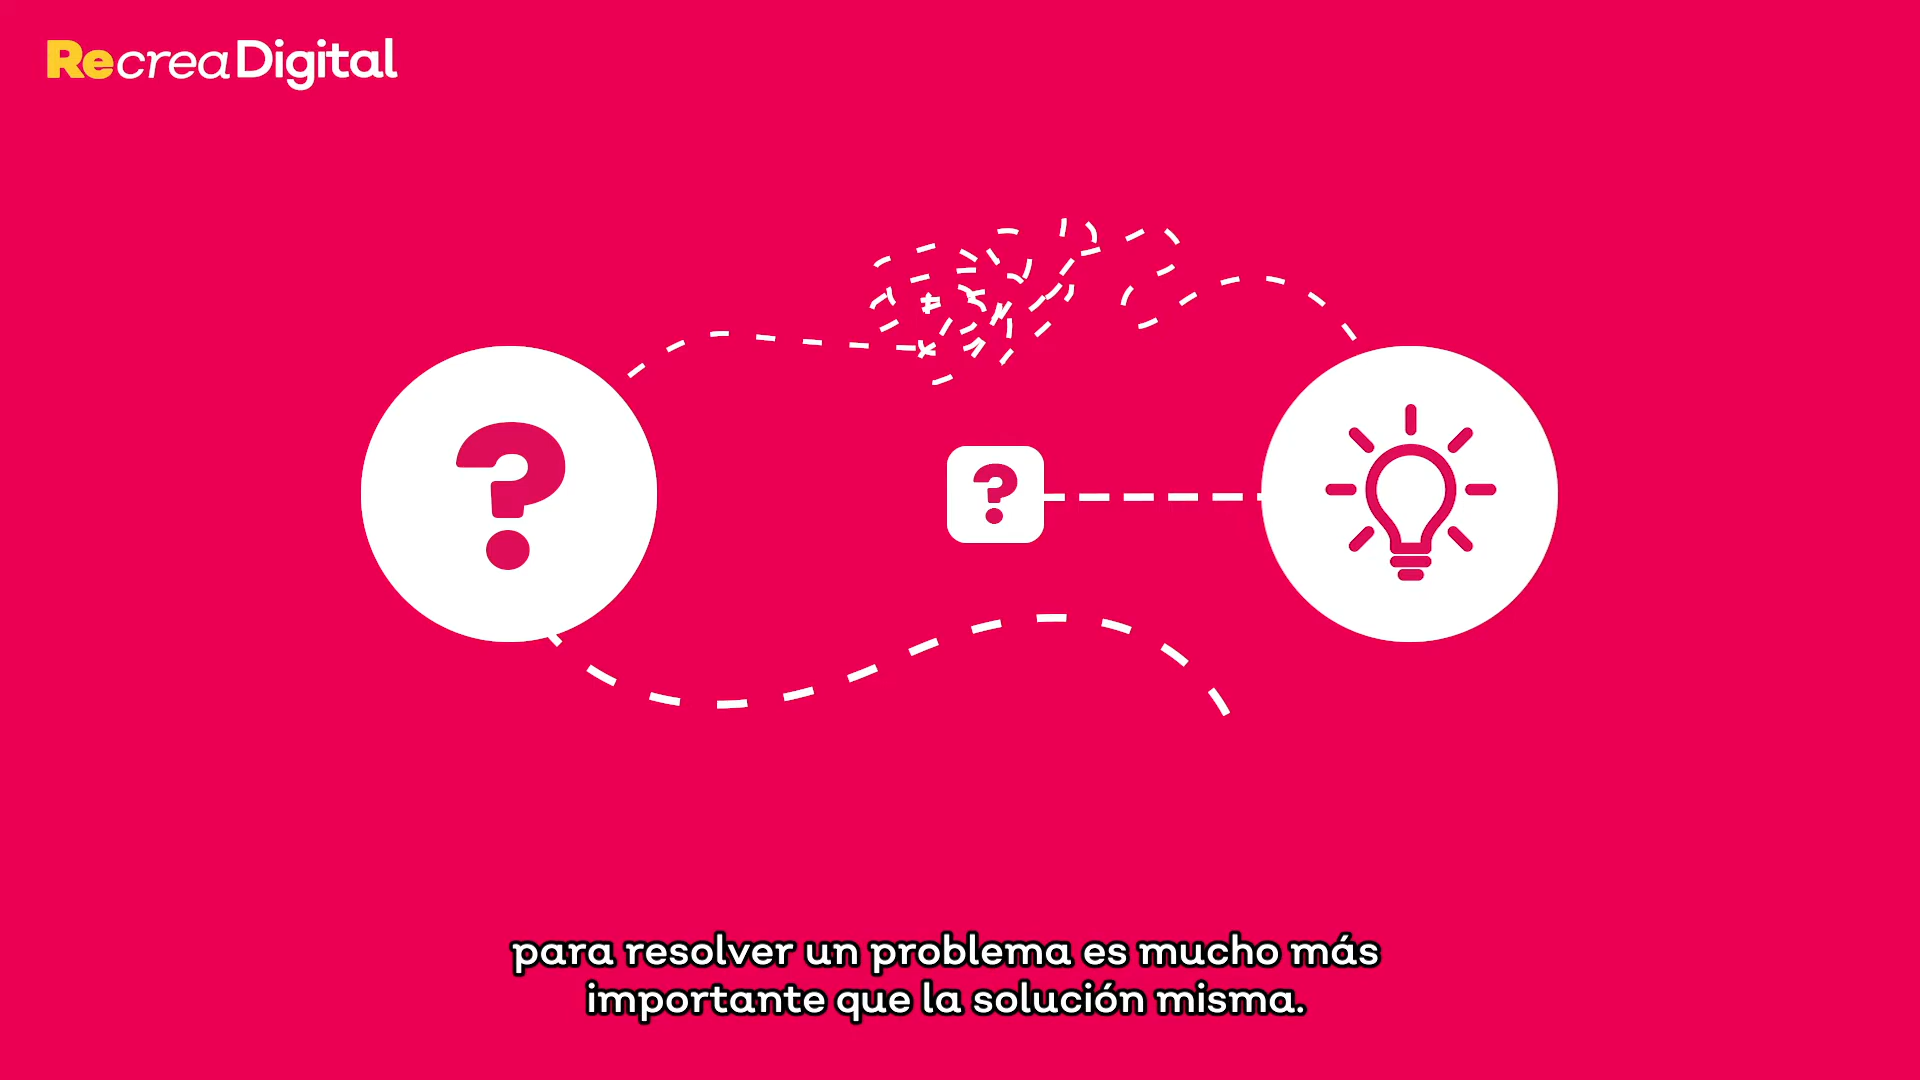 RecreaDigital
?
?
para resolver un problema es mucho más
importante que la solución misma.